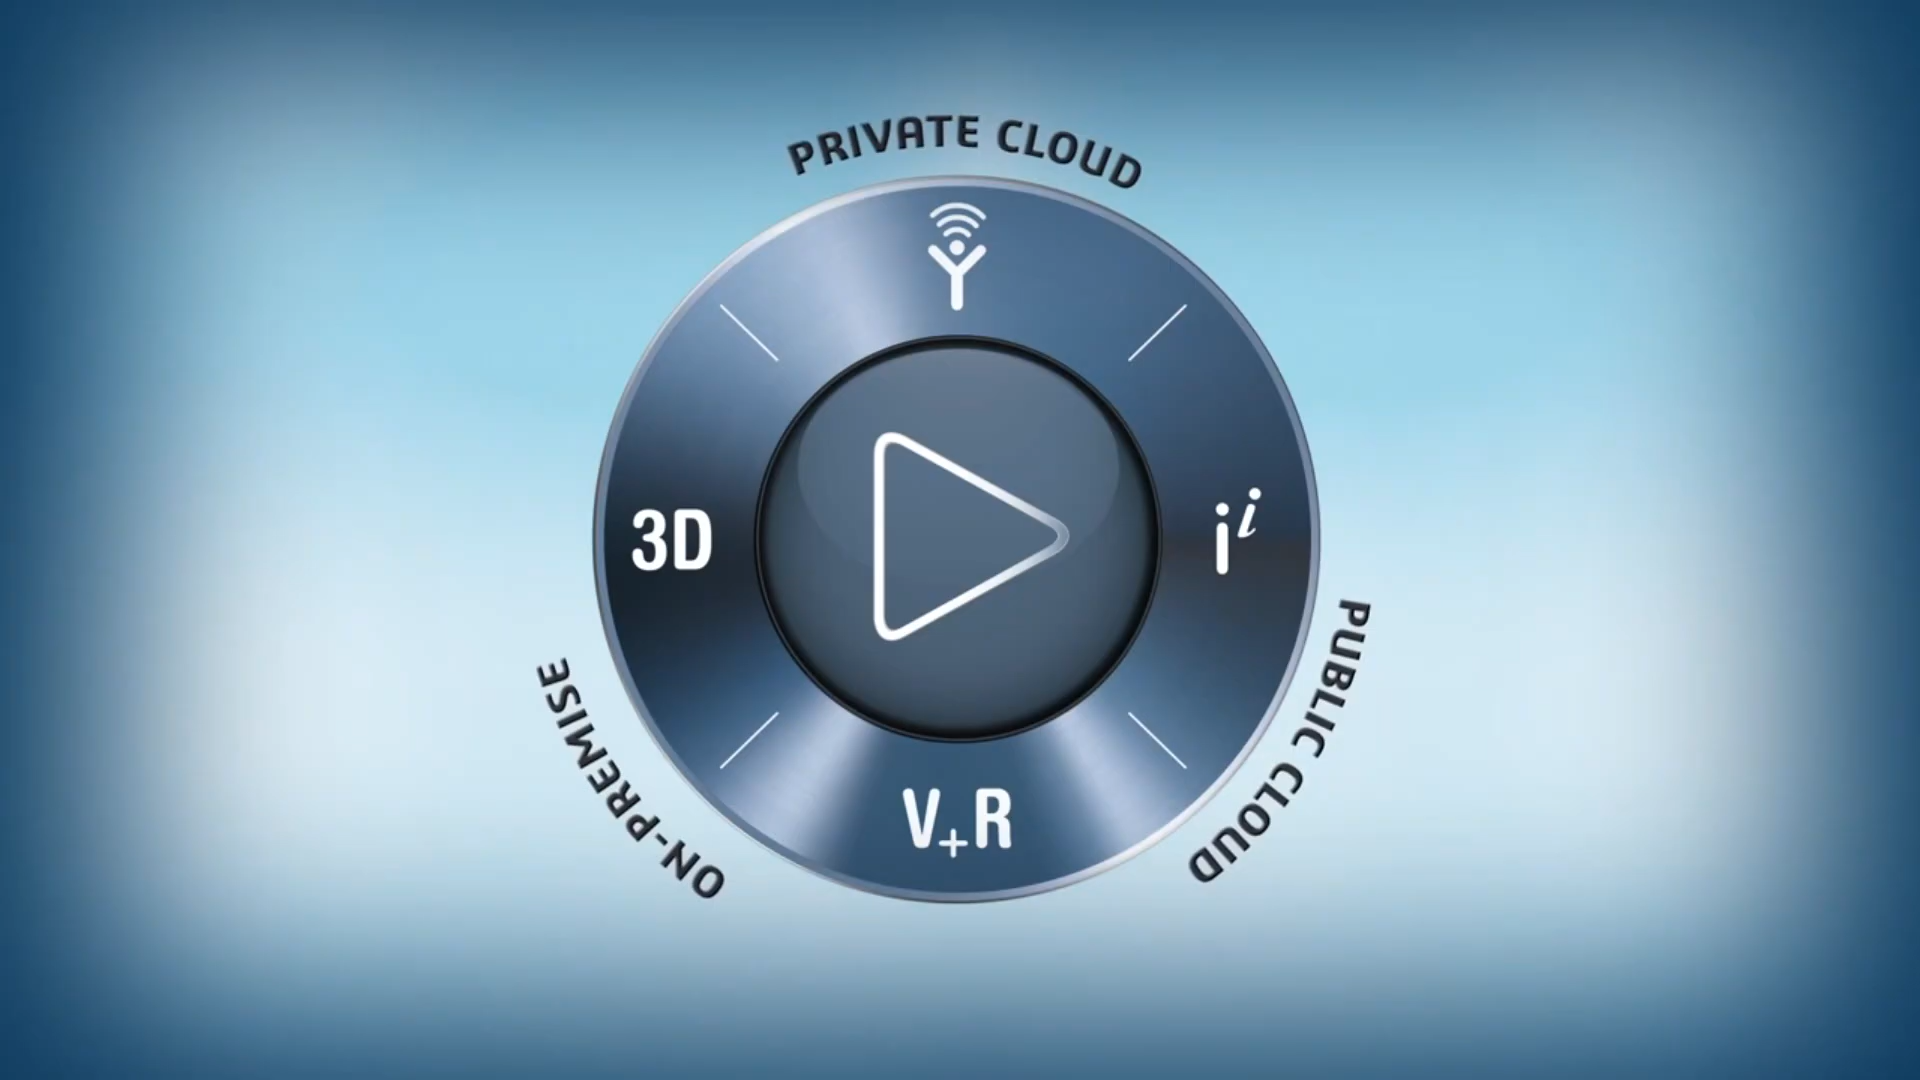 PRIVATE CLOUD
3D
i i
V+R
ON-PREMISE
PUBLIC CLOUD